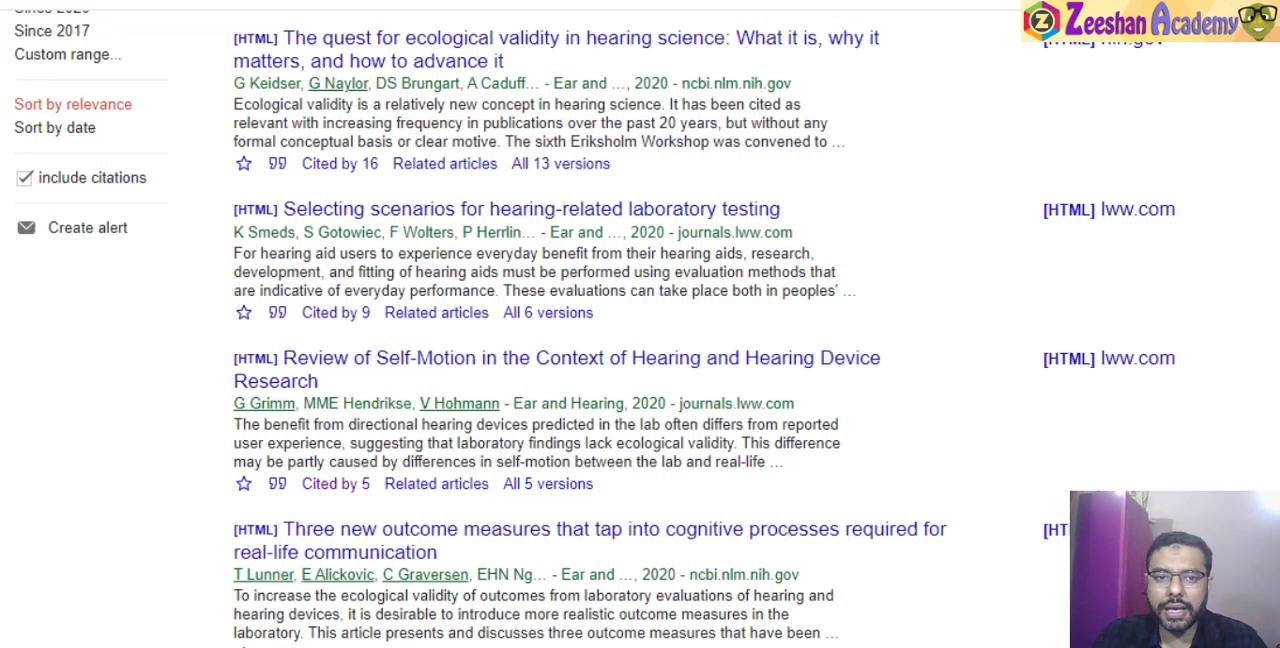 Since 2020
Since 2017
Custom range...
Sort by relevance
Sort by date
include citations
Create alert
Zeeshan Academy
[HTML] nih.gov
[HTML] The quest for ecological validity in hearing science: What it is, why it
matters, and how to advance it
G Keidser, G Naylor, DS Brungart, A Caduff... - Ear and ..., 2020 - ncbi.nlm.nih.gov
Ecological validity is a relatively new concept in hearing science. It has been cited as
relevant with increasing frequency in publications over the past 20 years, but without any
formal conceptual basis or clear motive. The sixth Eriksholm Workshop was convened to ...
Cited by 16 Related articles All 13 versions
[HTML] Selecting scenarios for hearing-related laboratory testing
[HTML] lww.com
K Smeds, S Gotowiec, F Wolters, P Herrlin... - Ear and ..., 2020 - journals.lww.com
For hearing aid users to experience everyday benefit from their hearing aids, research,
development, and fitting of hearing aids must be performed using evaluation methods that
are indicative of everyday performance. These evaluations can take place both in peoples' ...
Cited by 9 Related articles All 6 versions
[HTML] Review of Self-Motion in the Context of Hearing and Hearing Device
Research
[HTML] lww.com
G Grimm, MME Hendrikse, V Hohmann - Ear and Hearing, 2020 - journals.lww.com
The benefit from directional hearing devices predicted in the lab often differs from reported
user experience, suggesting that laboratory findings lack ecological validity. This difference
may be partly caused by differences in self-motion between the lab and real-life ...
Cited by 5 Related articles All 5 versions
[HTML] Three new outcome measures that tap into cognitive processes required for
real-life communication
[HT
T Lunner, E Alickovic, C Graversen, EHN Ng... - Ear and ..., 2020 - ncbi.nlm.nih.gov
To increase the ecological validity of outcomes from laboratory evaluations of hearing and
hearing devices, it is desirable to introduce more realistic outcome measures in the
laboratory. This article presents and discusses three outcome measures that have been ...